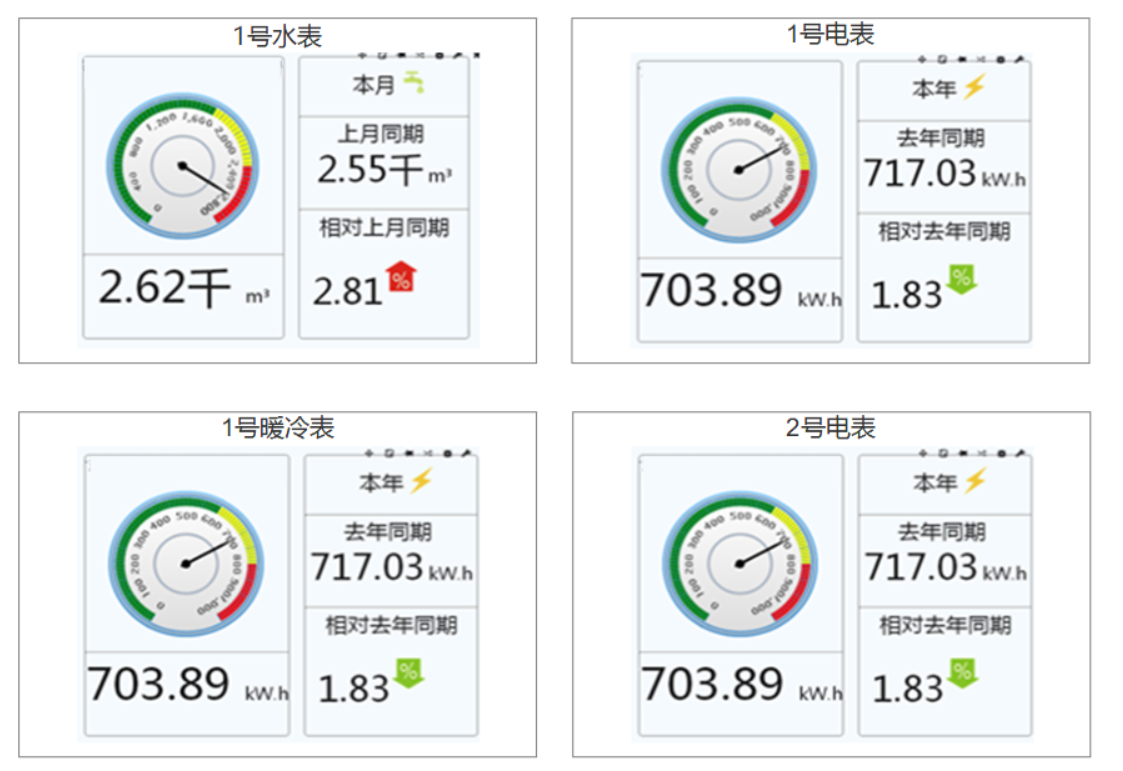 1号水表
0
400
800
1,200
1,600
2,000
2,400
2,800
2.62千 m³
本月
上月同期
2.55千 m³
相对上月同期
2.81 %
1号电表
0
100
200
300
400
500
600
700
800
900
1,000
703.89 kW.h
本年
去年同期
717.03 kW.h
相对去年同期
1.83 %
1号暖冷表
0
100
200
300
400
500
600
700
800
900
1,000
703.89 kW.h
本年
去年同期
717.03 kW.h
相对去年同期
1.83 %
2号电表
0
100
200
300
400
500
600
700
800
900
1,000
703.89 kW.h
本年
去年同期
717.03 kW.h
相对去年同期
1.83 %